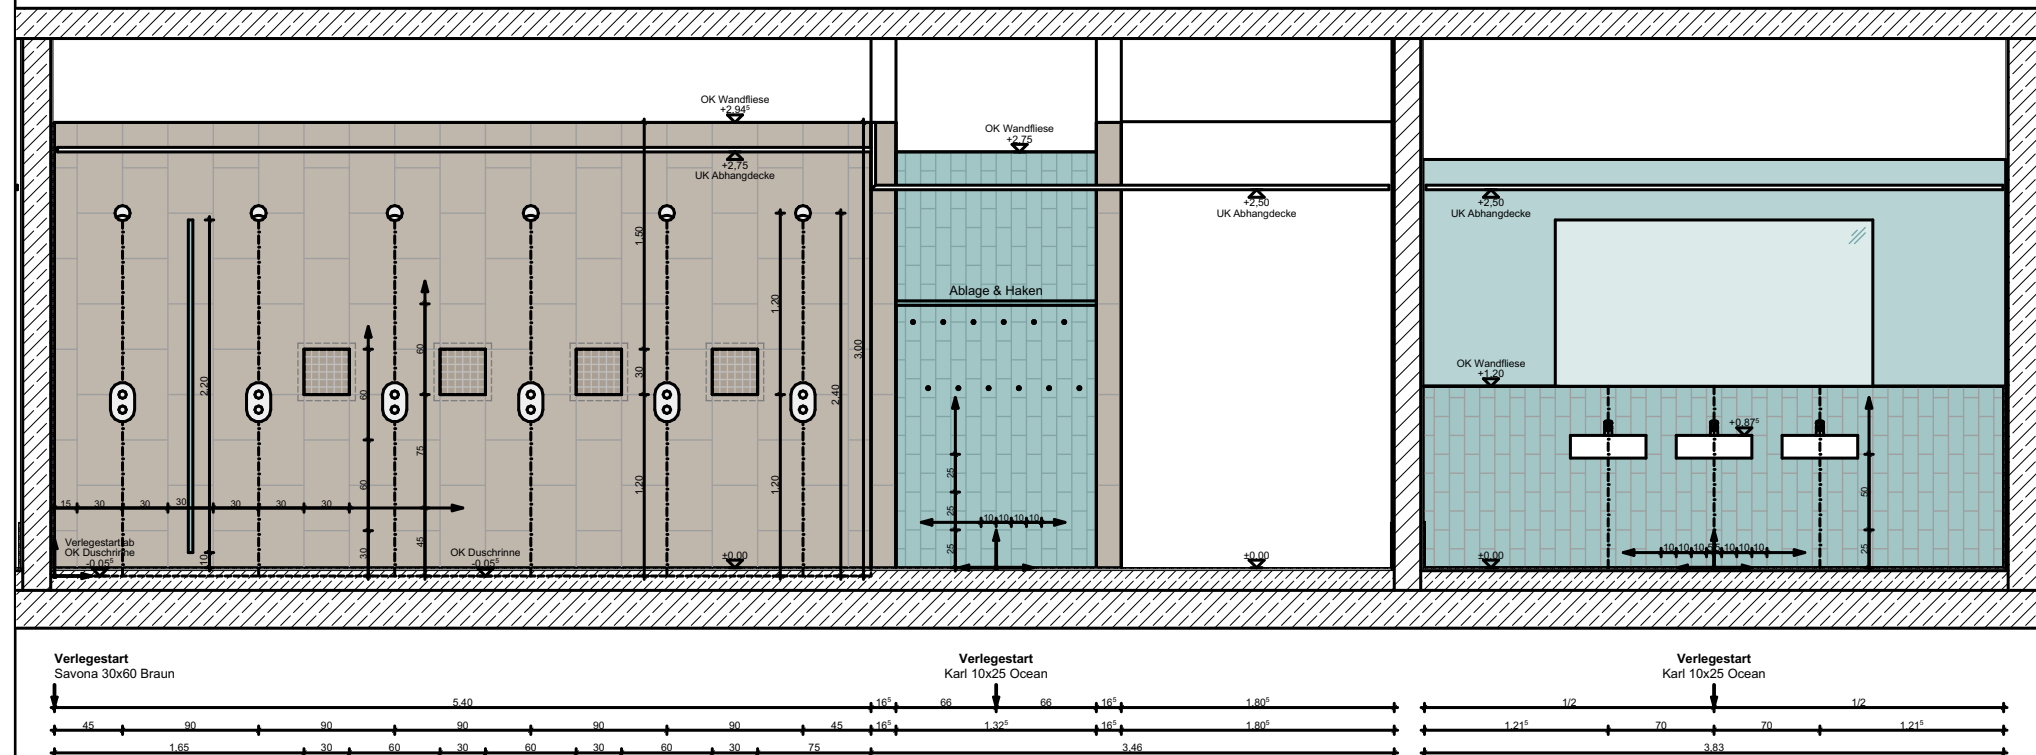 OK Wandfliese
+2.94⁵
+2,75
UK Abhangdecke
OK Wandfliese
+2,75
+2,50
UK Abhangdecke
+2,50
UK Abhangdecke
Ablage & Haken
OK Wandfliese
+1,20
+0,87⁵
1,50
30
1,20
1,20
1,20
3,00
2,40
2,20
10
60
60
30
60
75
45
15 30 30 30 30 30 30
Verlegestart ab
OK Duschrinne
-0.05⁵
OK Duschrinne
-0.05⁵
+0,00
25
25
25
10 10 10 10
+0,00
+0,00
50
25
10 10 10 5 5 10 10 10
Verlegestart
Savona 30x60 Braun
Verlegestart
Karl 10x25 Ocean
Verlegestart
Karl 10x25 Ocean
5.40 16⁵ 66 66 16⁵ 1.80⁵ 1/2 1/2
45 90 90 90 90 90 45 16⁵ 1.32⁵ 16⁵ 1.80⁵ 1.21⁵ 70 70 1.21⁵
1.65 30 60 30 60 30 60 30 75 3.46 3.83